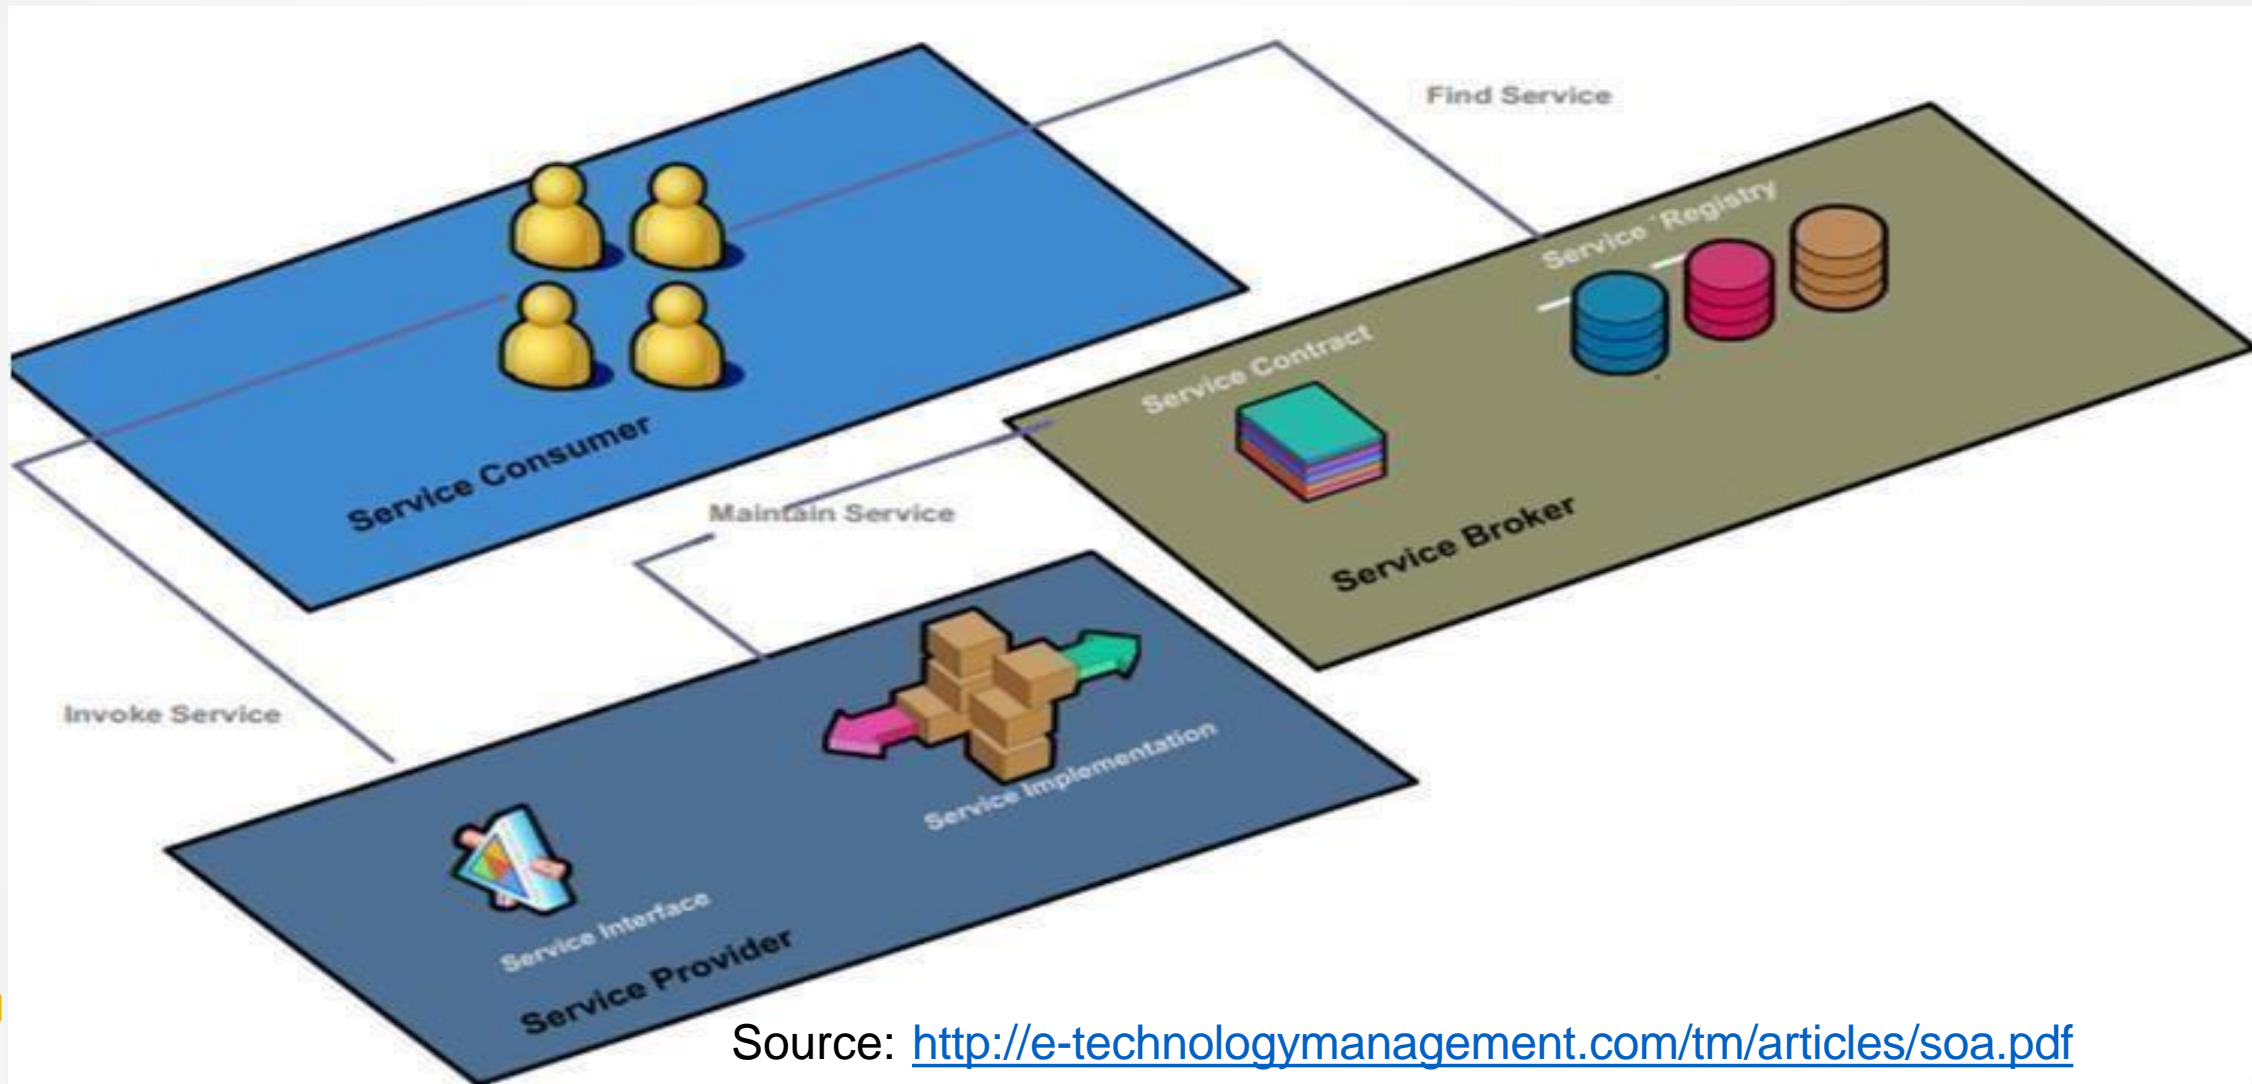 Find Service
Service Registry
Service Contract
Service Consumer
Maintain Service
Service Broker
Invoke Service
Service Implementation
Service Interface
Service Provider
Source: http://e-technologymanagement.com/tm/articles/soa.pdf